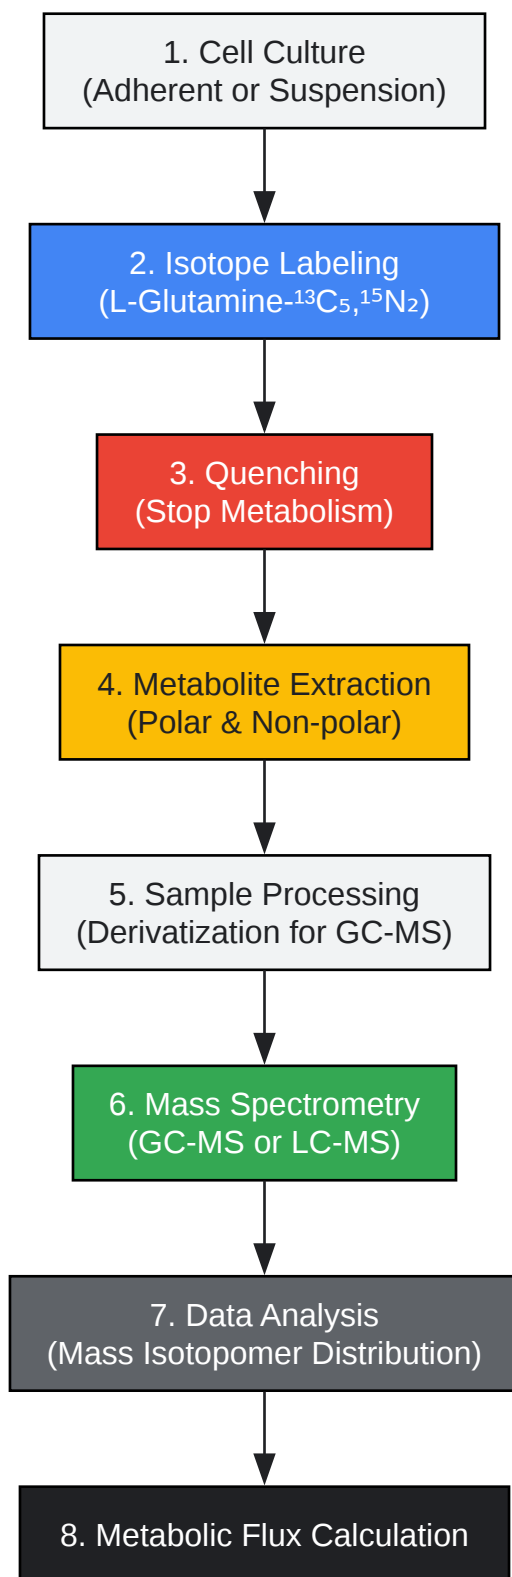 1. Cell Culture
(Adherent or Suspension)
2. Isotope Labeling
(L-Glutamine-¹³C₅,¹⁵N₂)
3. Quenching
(Stop Metabolism)
4. Metabolite Extraction
(Polar & Non-polar)
5. Sample Processing
(Derivatization for GC-MS)
6. Mass Spectrometry
(GC-MS or LC-MS)
7. Data Analysis
(Mass Isotopomer Distribution)
8. Metabolic Flux Calculation